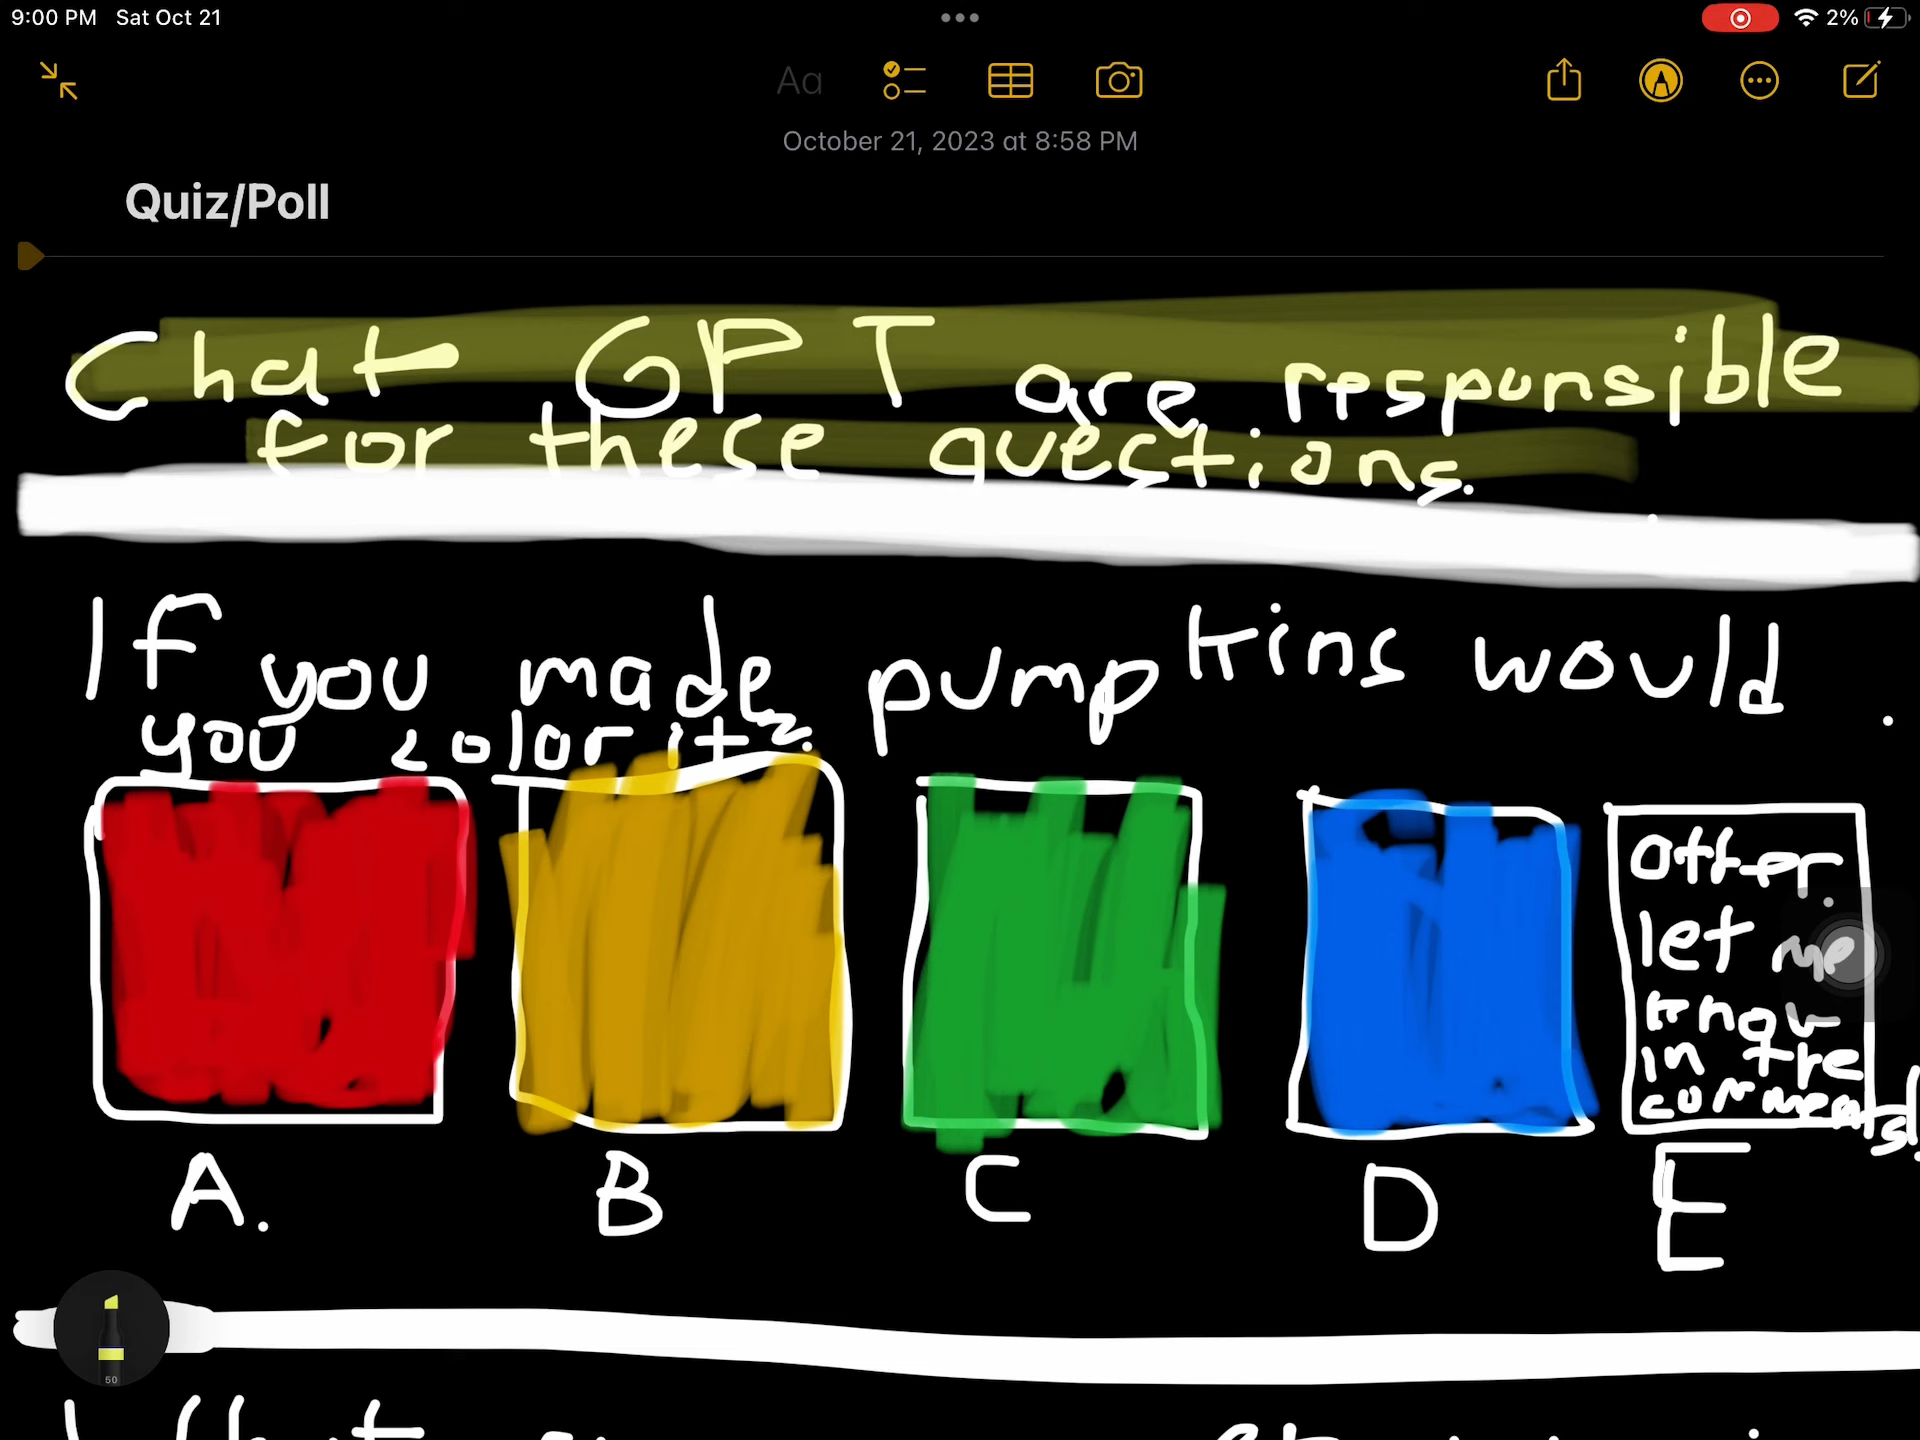 9:00 PM Sat Oct 21
2%
Aa
October 21, 2023 at 8:58 PM
Quiz/Poll
Chat GPT are responsible
for these questions.
If you made pumpkins would
you color it?
Other.
let me
know
in the
comments!
A. B C D E
50
What